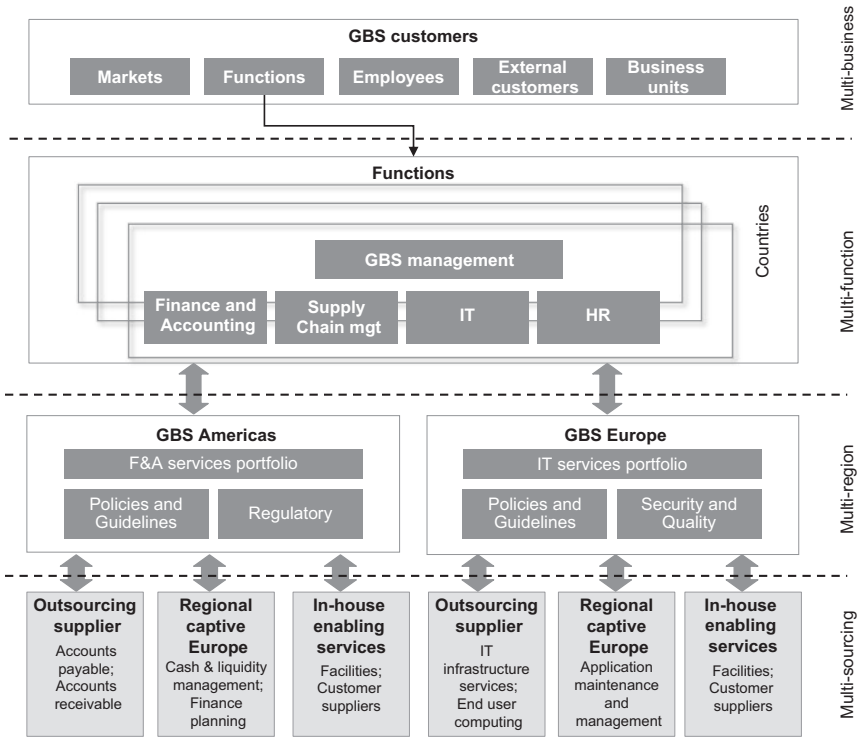 GBS customers
Markets
Functions
Employees
External
customers
Business
units
Multi-business
Functions
Countries
GBS management
Finance and
Accounting
Supply
Chain mgt
IT
HR
Multi-function
GBS Americas
F&A services portfolio
Policies and
Guidelines
Regulatory
GBS Europe
IT services portfolio
Policies and
Guidelines
Security and
Quality
Multi-region
Outsourcing
supplier
Accounts
payable;
Accounts
receivable
Regional
captive
Europe
Cash & liquidity
management;
Finance
planning
In-house
enabling
services
Facilities;
Customer
suppliers
Outsourcing
supplier
IT
infrastructure
services;
End user
computing
Regional
captive
Europe
Application
maintenance
and
management
In-house
enabling
services
Facilities;
Customer
suppliers
Multi-sourcing